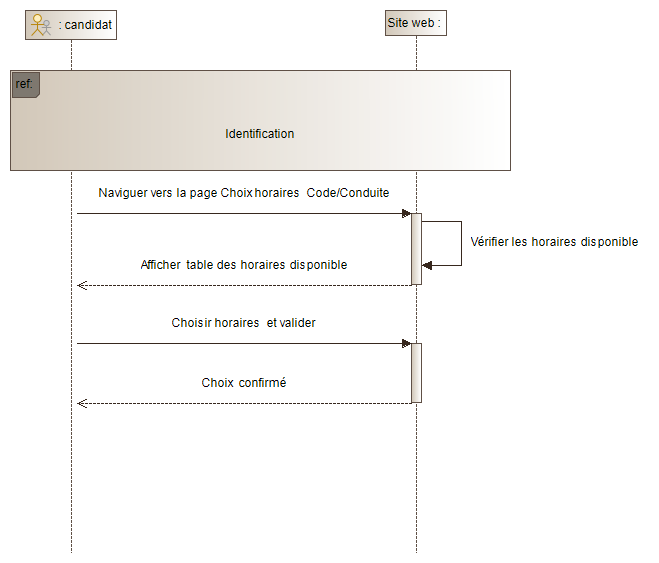 : candidat
Site web :
ref:
Identification
Naviguer vers la page Choix horaires Code/Conduite
Vérifier les horaires disponible
Afficher table des horaires disponible
Choisir horaires et valider
Choix confirmé